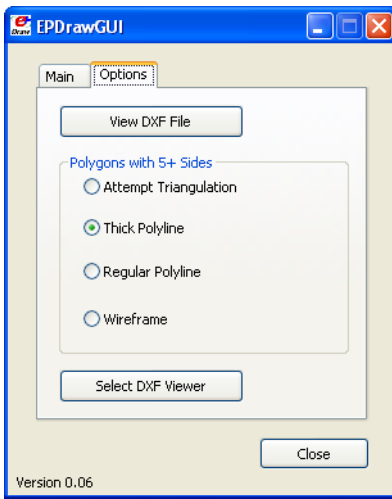 EPDrawGUI
Main Options
View DXF File
Polygons with 5+ Sides
Attempt Triangulation
Thick Polyline
Regular Polyline
Wireframe
Select DXF Viewer
Close
Version 0.06